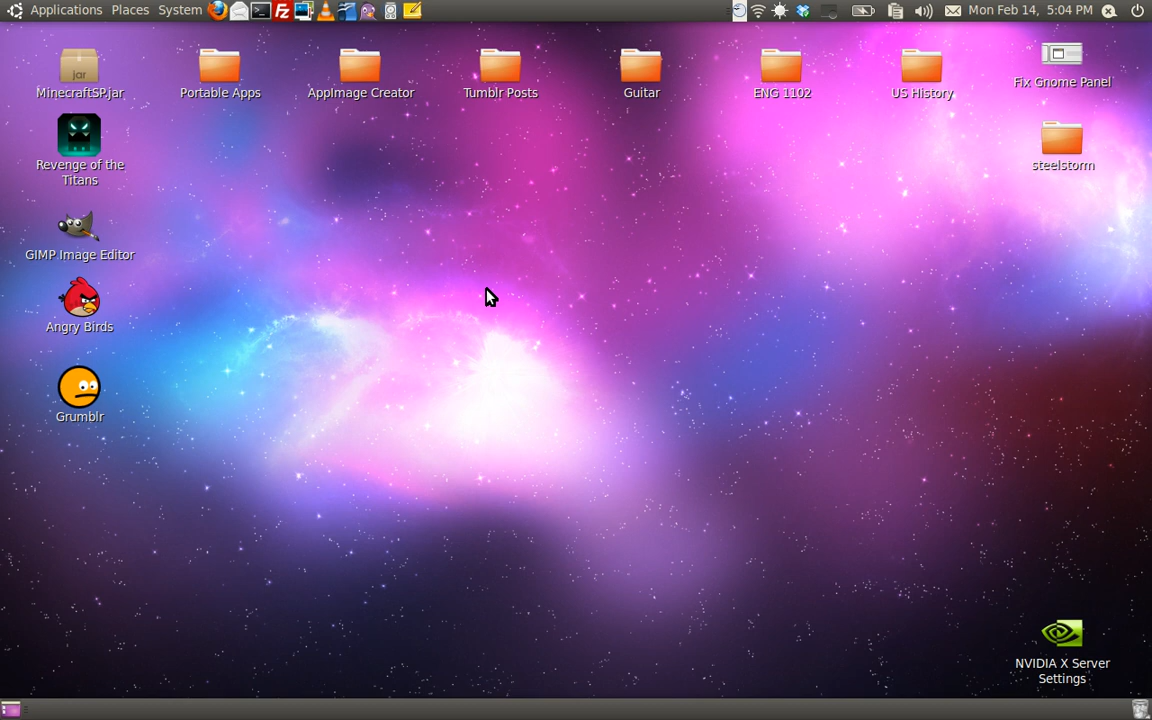 Applications Places System Mon Feb 14, 5:04 PM
jar
MinecraftSP.jar
Portable Apps
AppImage Creator
Tumblr Posts
Guitar
ENG 1102
US History
Fix Gnome Panel
Revenge of the
Titans
steelstorm
GIMP Image Editor
Angry Birds
Grumblr
NVIDIA X Server
Settings